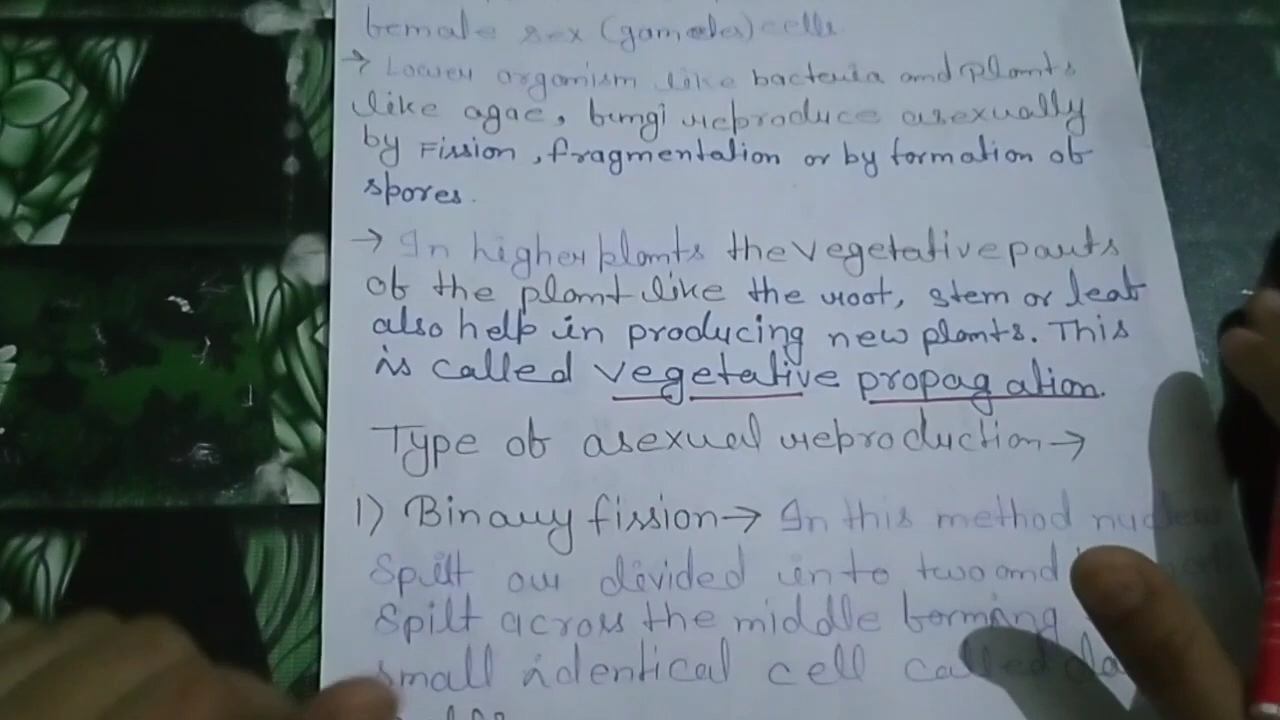 female sex (gametes) cells
→ Lower organism like bacteria and plants
like agae, fungi reproduce asexually
by Fission, fragmentation or by formation of
spores.
→ In higher plants the vegetative parts
of the plant like the root, stem or leaf
also help in producing new plants. This
is called vegetative propagation.
Type of asexual reproduction →
1) Binary fission → In this method
Spilt our divided into two and
Spilt across the middle forming
small identical cell called